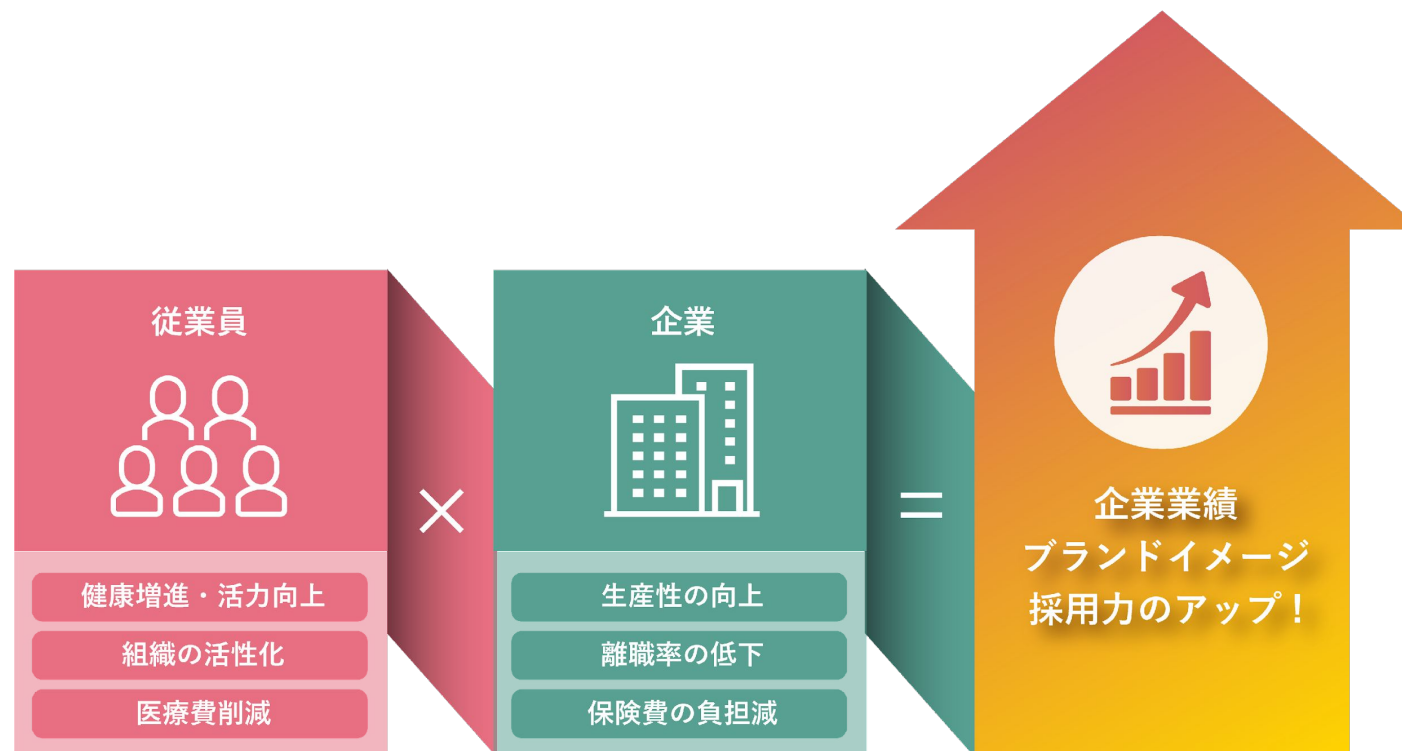 従業員
健康増進・活力向上
組織の活性化
医療費削減
×
企業
生産性の向上
離職率の低下
保険費の負担減
=
企業業績
ブランドイメージ
採用力のアップ！